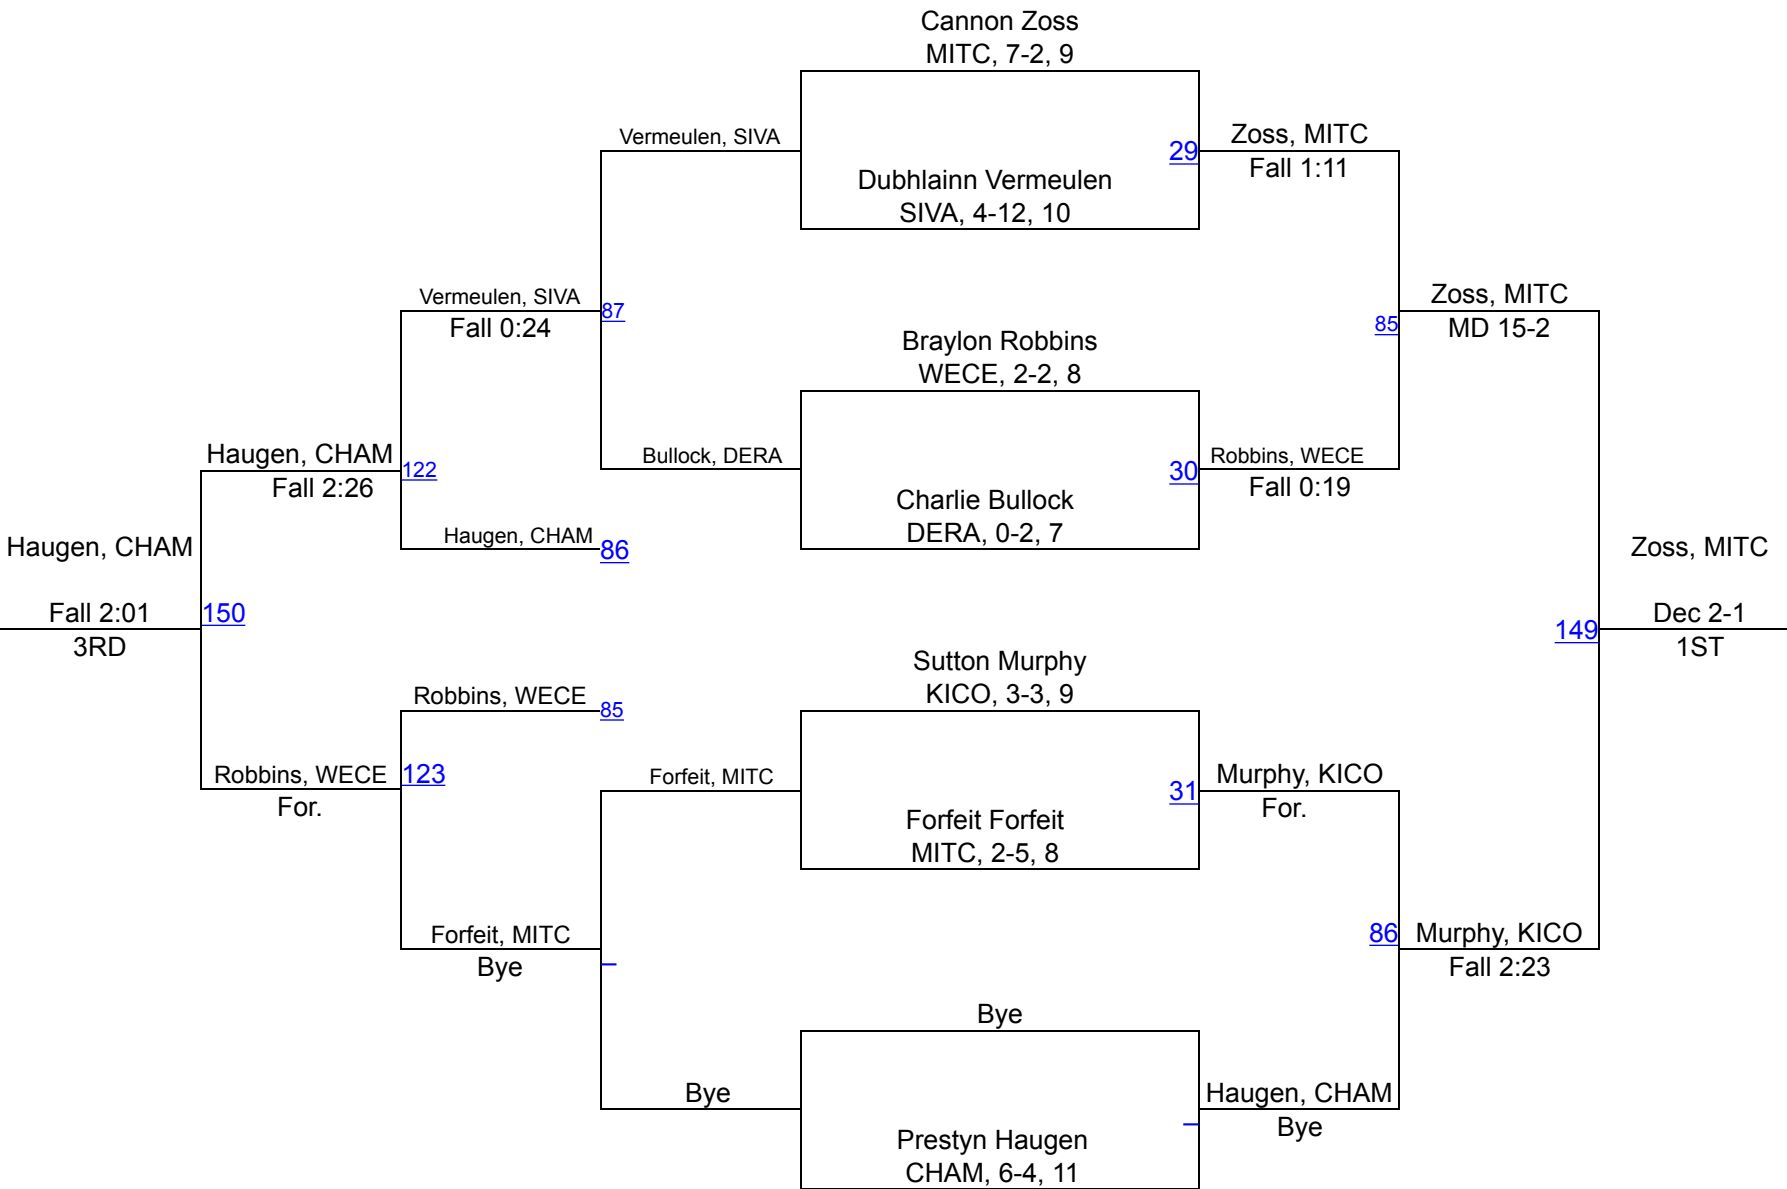 Cannon Zoss
MITC, 7-2, 9
Vermeulen, SIVA
29
Zoss, MITC
Fall 1:11
Dubhlainn Vermeulen
SIVA, 4-12, 10
Vermeulen, SIVA
Fall 0:24
87
Zoss, MITC
MD 15-2
85
Braylon Robbins
WECE, 2-2, 8
Haugen, CHAM
Fall 2:26
122
Bullock, DERA
30
Robbins, WECE
Fall 0:19
Charlie Bullock
DERA, 0-2, 7
Haugen, CHAM
86
Haugen, CHAM
Fall 2:01
3RD
150
Zoss, MITC
Dec 2-1
1ST
149
Sutton Murphy
KICO, 3-3, 9
Robbins, WECE
85
Robbins, WECE
For.
123
Forfeit, MITC
31
Murphy, KICO
For.
Forfeit Forfeit
MITC, 2-5, 8
Forfeit, MITC
Bye
86
Murphy, KICO
Fall 2:23
Bye
Bye
Haugen, CHAM
Bye
Prestyn Haugen
CHAM, 6-4, 11